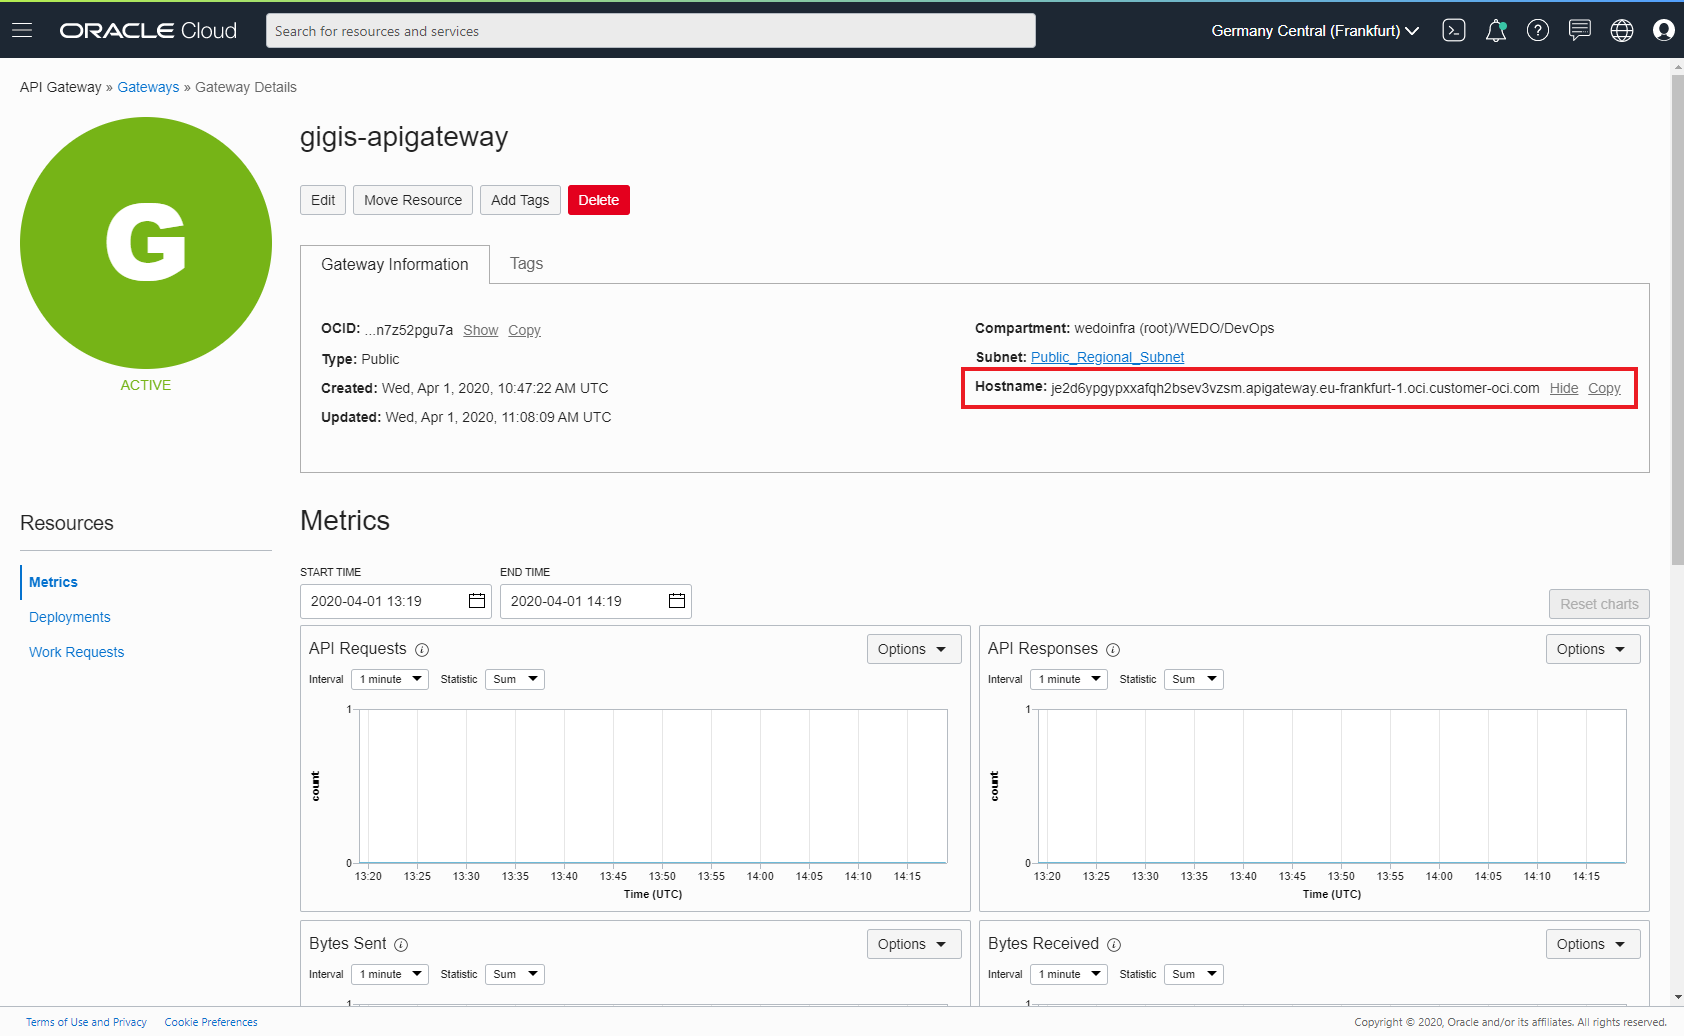 ORACLE Cloud
Search for resources and services
Germany Central (Frankfurt)
API Gateway » Gateways » Gateway Details
G
ACTIVE
gigis-apigateway
Edit
Move Resource
Add Tags
Delete
Gateway Information
Tags
OCID: ...n7z52pgu7a Show Copy
Type: Public
Created: Wed, Apr 1, 2020, 10:47:22 AM UTC
Updated: Wed, Apr 1, 2020, 11:08:09 AM UTC
Compartment: wedoinfra (root)/WEDO/DevOps
Subnet: Public_Regional_Subnet
Hostname: je2d6ypgypxxafqh2bsev3vzsm.apigateway.eu-frankfurt-1.oci.customer-oci.com Hide Copy
Resources
Metrics
Deployments
Work Requests
Metrics
START TIME
END TIME
2020-04-01 13:19
2020-04-01 14:19
Reset charts
API Requests
Options
Interval 1 minute Statistic Sum
1
count
0
13:20 13:25 13:30 13:35 13:40 13:45 13:50 13:55 14:00 14:05 14:10 14:15
Time (UTC)
API Responses
Options
Interval 1 minute Statistic Sum
1
count
0
13:20 13:25 13:30 13:35 13:40 13:45 13:50 13:55 14:00 14:05 14:10 14:15
Time (UTC)
Bytes Sent
Options
Interval 1 minute Statistic Sum
1
Bytes Received
Options
Interval 1 minute Statistic Sum
1
Terms of Use and Privacy
Cookie Preferences
Copyright © 2020, Oracle and/or its affiliates. All rights reserved.